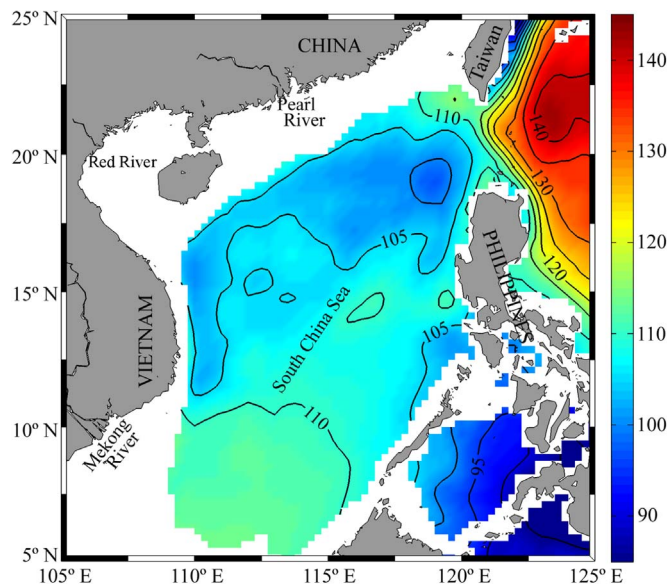 25° N
20° N
15° N
10° N
5° N
105° E
110° E
115° E
120° E
125° E
CHINA
Taiwan
Pearl
River
Red River
VIETNAM
Mekong
River
South China Sea
PHILIPPINES
110
105
105
110
95
140
130
120
140
130
120
110
100
90